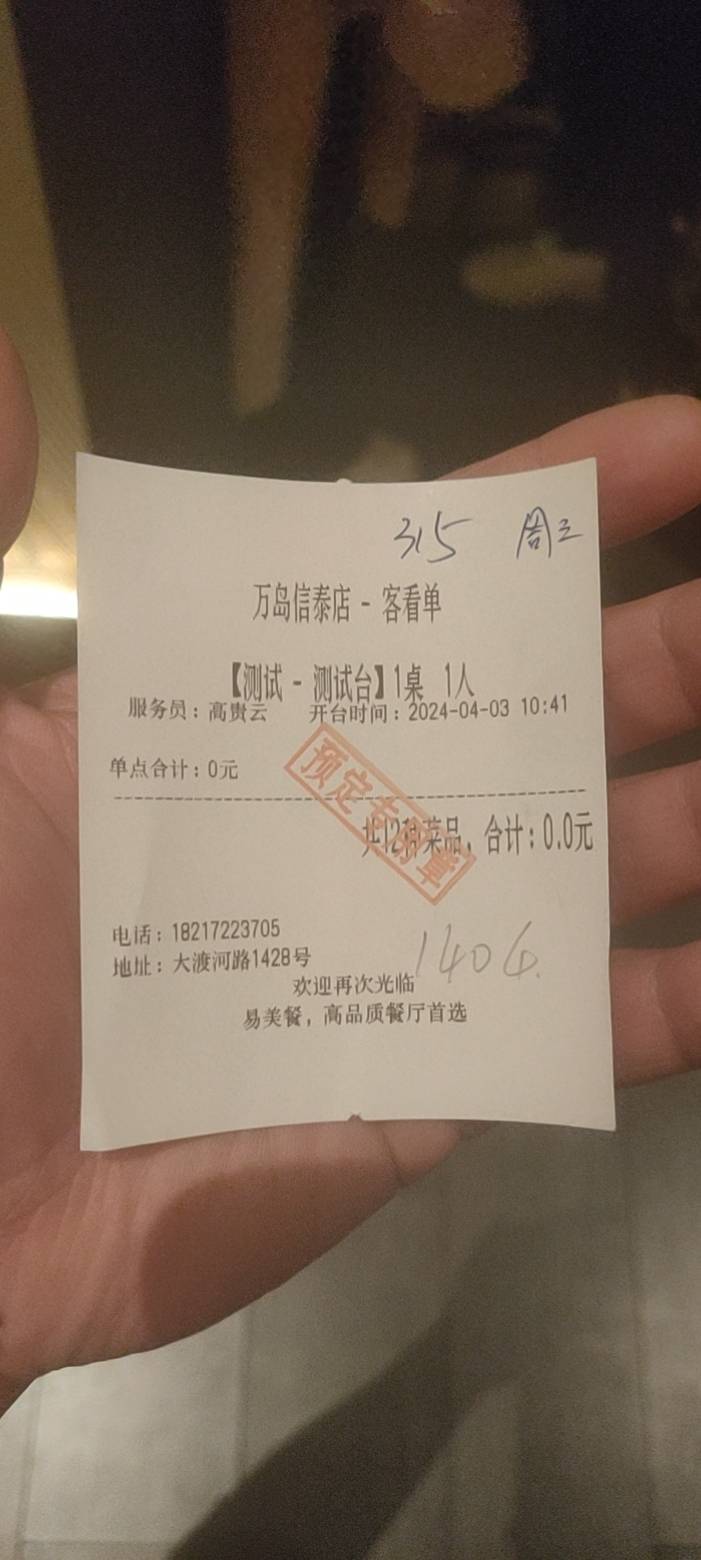 315 周三
万岛信泰店 - 客看单
【测试 - 测试台】1桌 1人
服务员：高贵云 开台时间：2024-04-03 10:41
单点合计：0元
预定专用章
共12种菜品，合计：0.0元
电话：18217223705
地址：大渡河路1428号
1404.
欢迎再次光临
易美餐，高品质餐厅首选